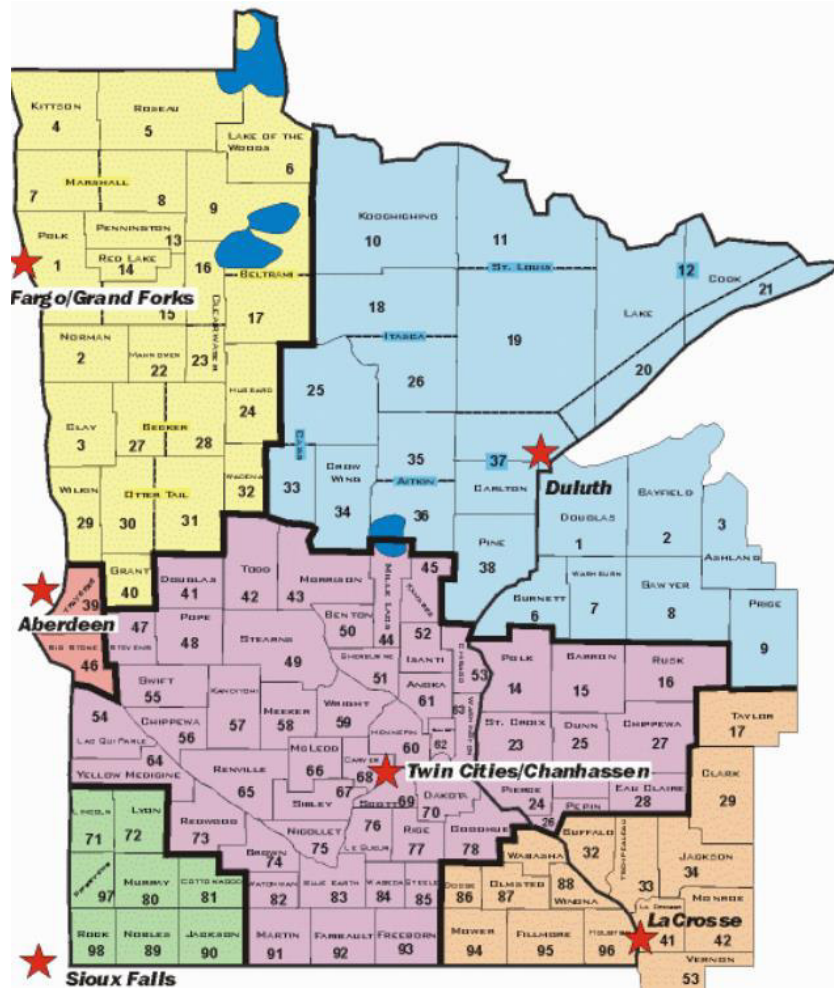 KITTSON
4
ROSEAU
5
LAKE OF THE
WOODS
6
MARSHALL
7
8
9
POLK
1
PENNINGTON
13
RED LAKE
14
16
BELTRAMI
Fargo/Grand Forks
15
17
CLEARWATER
NORMAN
2
MAHNOMEN
22
23
HUBBARD
24
CLAY
3
BECKER
27
28
WADENA
32
WILKIN
29
OTTER TAIL
30
31
GRANT
40
KOOCHICHING
10
11
ST. LOUIS
12
COOK
21
LAKE
20
18
19
ITASCA
26
25
CASS
33
CROW
WING
34
35
AITKIN
36
37
CARLTON
PINE
38
Duluth
DOUGLAS
1
BAYFIELD
2
3
ASHLAND
BURNETT
6
WASHBURN
7
SAWYER
8
PRICE
9
39
Aberdeen
BIG STONE
46
DOUGLAS
41
TODD
42
MORRISON
43
MILLE LACS
44
45
KANABEC
47
STEVENS
POPE
48
STEARNS
49
BENTON
50
SHERBURNE
51
52
ISANTI
CHISAGO
53
SWIFT
55
54
LAC QUI PARLE
CHIPPEWA
56
KANDIYOHI
57
MEEKER
58
WRIGHT
59
ANOKA
61
HENNEPIN
60
62
63
WASHINGTON
64
YELLOW MEDICINE
RENVILLE
65
MCLEOD
66
CARVER
68
67
SIBLEY
SCOTT
69
DAKOTA
70
Twin Cities/Chanhassen
POLK
14
BARRON
15
RUSK
16
ST. CROIX
23
DUNN
25
CHIPPEWA
27
PIERCE
24
PEPIN
26
EAU CLAIRE
28
LINCOLN
71
LYON
72
REDWOOD
73
BROWN
74
NICOLLET
75
76
LE SUEUR
RICE
77
GOODHUE
78
97
MURRAY
80
COTTONWOOD
81
WATONWAN
82
BLUE EARTH
83
WASECA
84
STEELE
85
DODGE
86
OLMSTED
87
WABASHA
88
WINONA
ROCK
98
NOBLES
89
JACKSON
90
MARTIN
91
FARIBAULT
92
FREEBORN
93
MOWER
94
FILLMORE
95
HOUSTON
96
TAYLOR
17
CLARK
29
BUFFALO
32
TREMPEALEAU
33
JACKSON
34
LA CROSSE
41
MONROE
42
LaCrosse
VERNON
53
Sioux Falls